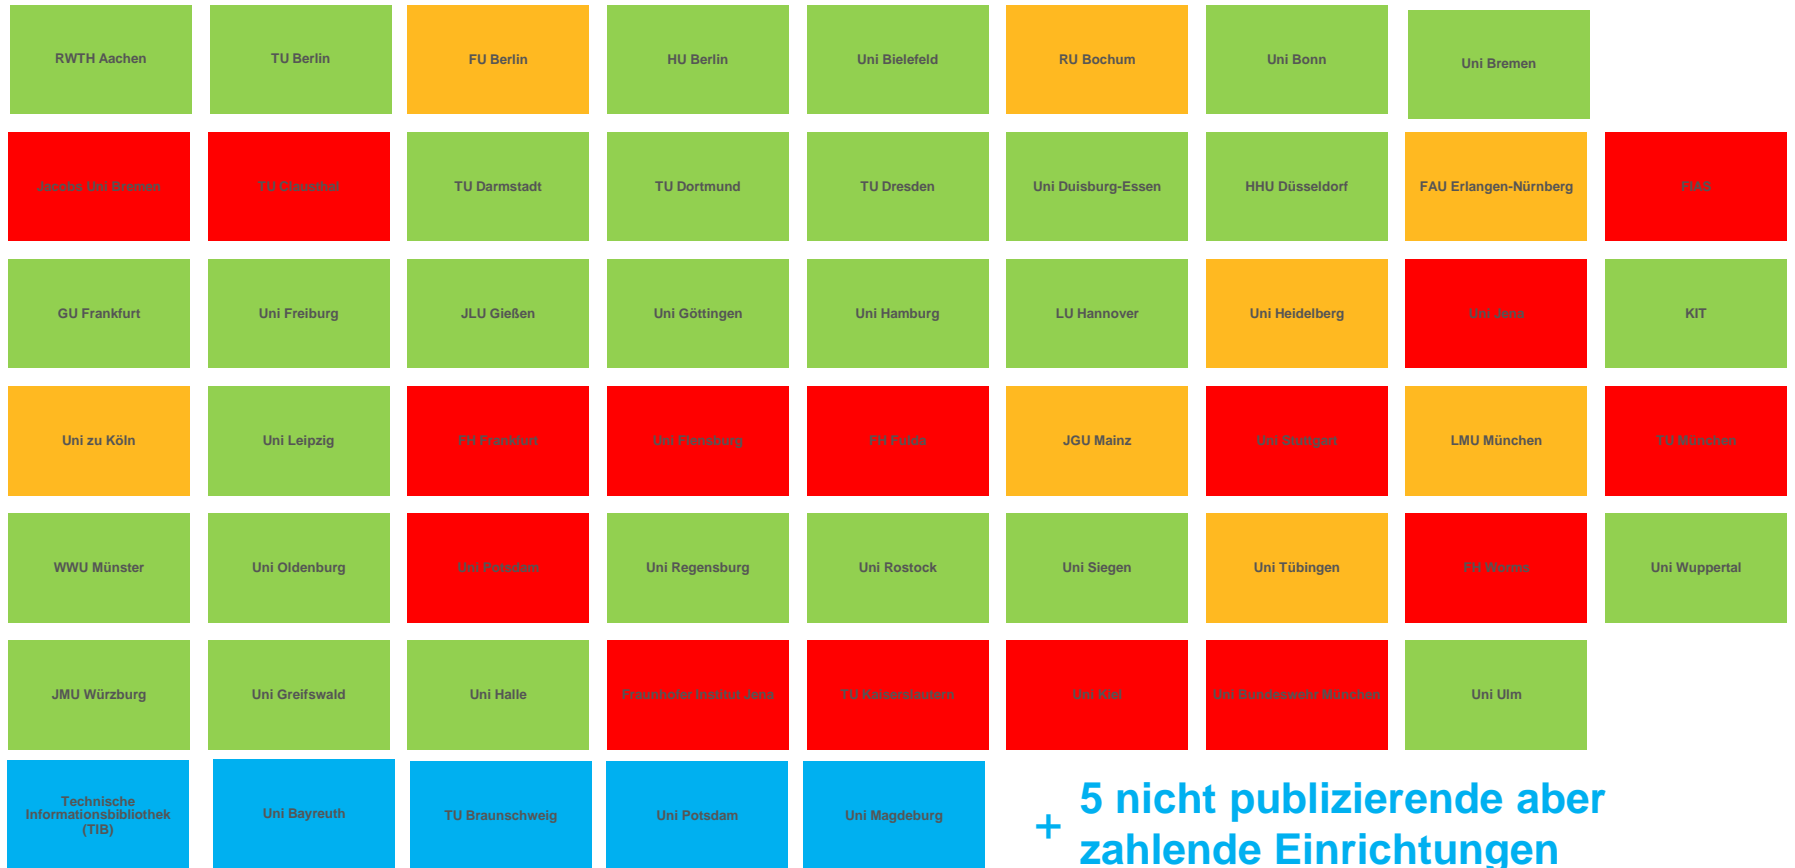 RWTH Aachen
TU Berlin
FU Berlin
HU Berlin
Uni Bielefeld
RU Bochum
Uni Bonn
Uni Bremen
Jacobs Uni Bremen
TU Clausthal
TU Darmstadt
TU Dortmund
TU Dresden
Uni Duisburg-Essen
HHU Düsseldorf
FAU Erlangen-Nürnberg
FIAS
GU Frankfurt
Uni Freiburg
JLU Gießen
Uni Göttingen
Uni Hamburg
LU Hannover
Uni Heidelberg
Uni Jena
KIT
Uni zu Köln
Uni Leipzig
FH Frankfurt
Uni Flensburg
FH Fulda
JGU Mainz
Uni Stuttgart
LMU München
TU München
WWU Münster
Uni Oldenburg
Uni Potsdam
Uni Regensburg
Uni Rostock
Uni Siegen
Uni Tübingen
FH Worms
Uni Wuppertal
JMU Würzburg
Uni Greifswald
Uni Halle
Fraunhofer Institut Jena
TU Kaiserslautern
Uni Kiel
Uni Bundeswehr München
Uni Ulm
Technische
Informationsbibliothek
(TIB)
Uni Bayreuth
TU Braunschweig
Uni Potsdam
Uni Magdeburg
+ 5 nicht publizierende aber
zahlende Einrichtungen